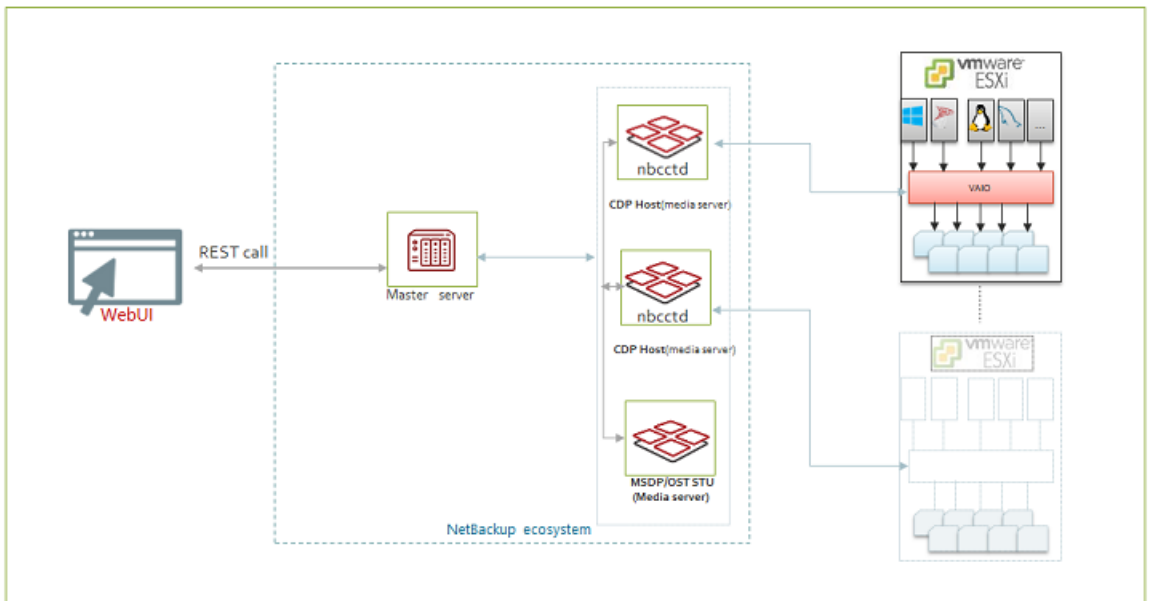 vmware
ESXi
nbcctd
VAIO
CDP Host(media server)
REST call
WebUI
Master server
nbcctd
CDP Host(media server)
vmware
ESXi
MSDP/OST STU
(Media server)
NetBackup ecosystem
...